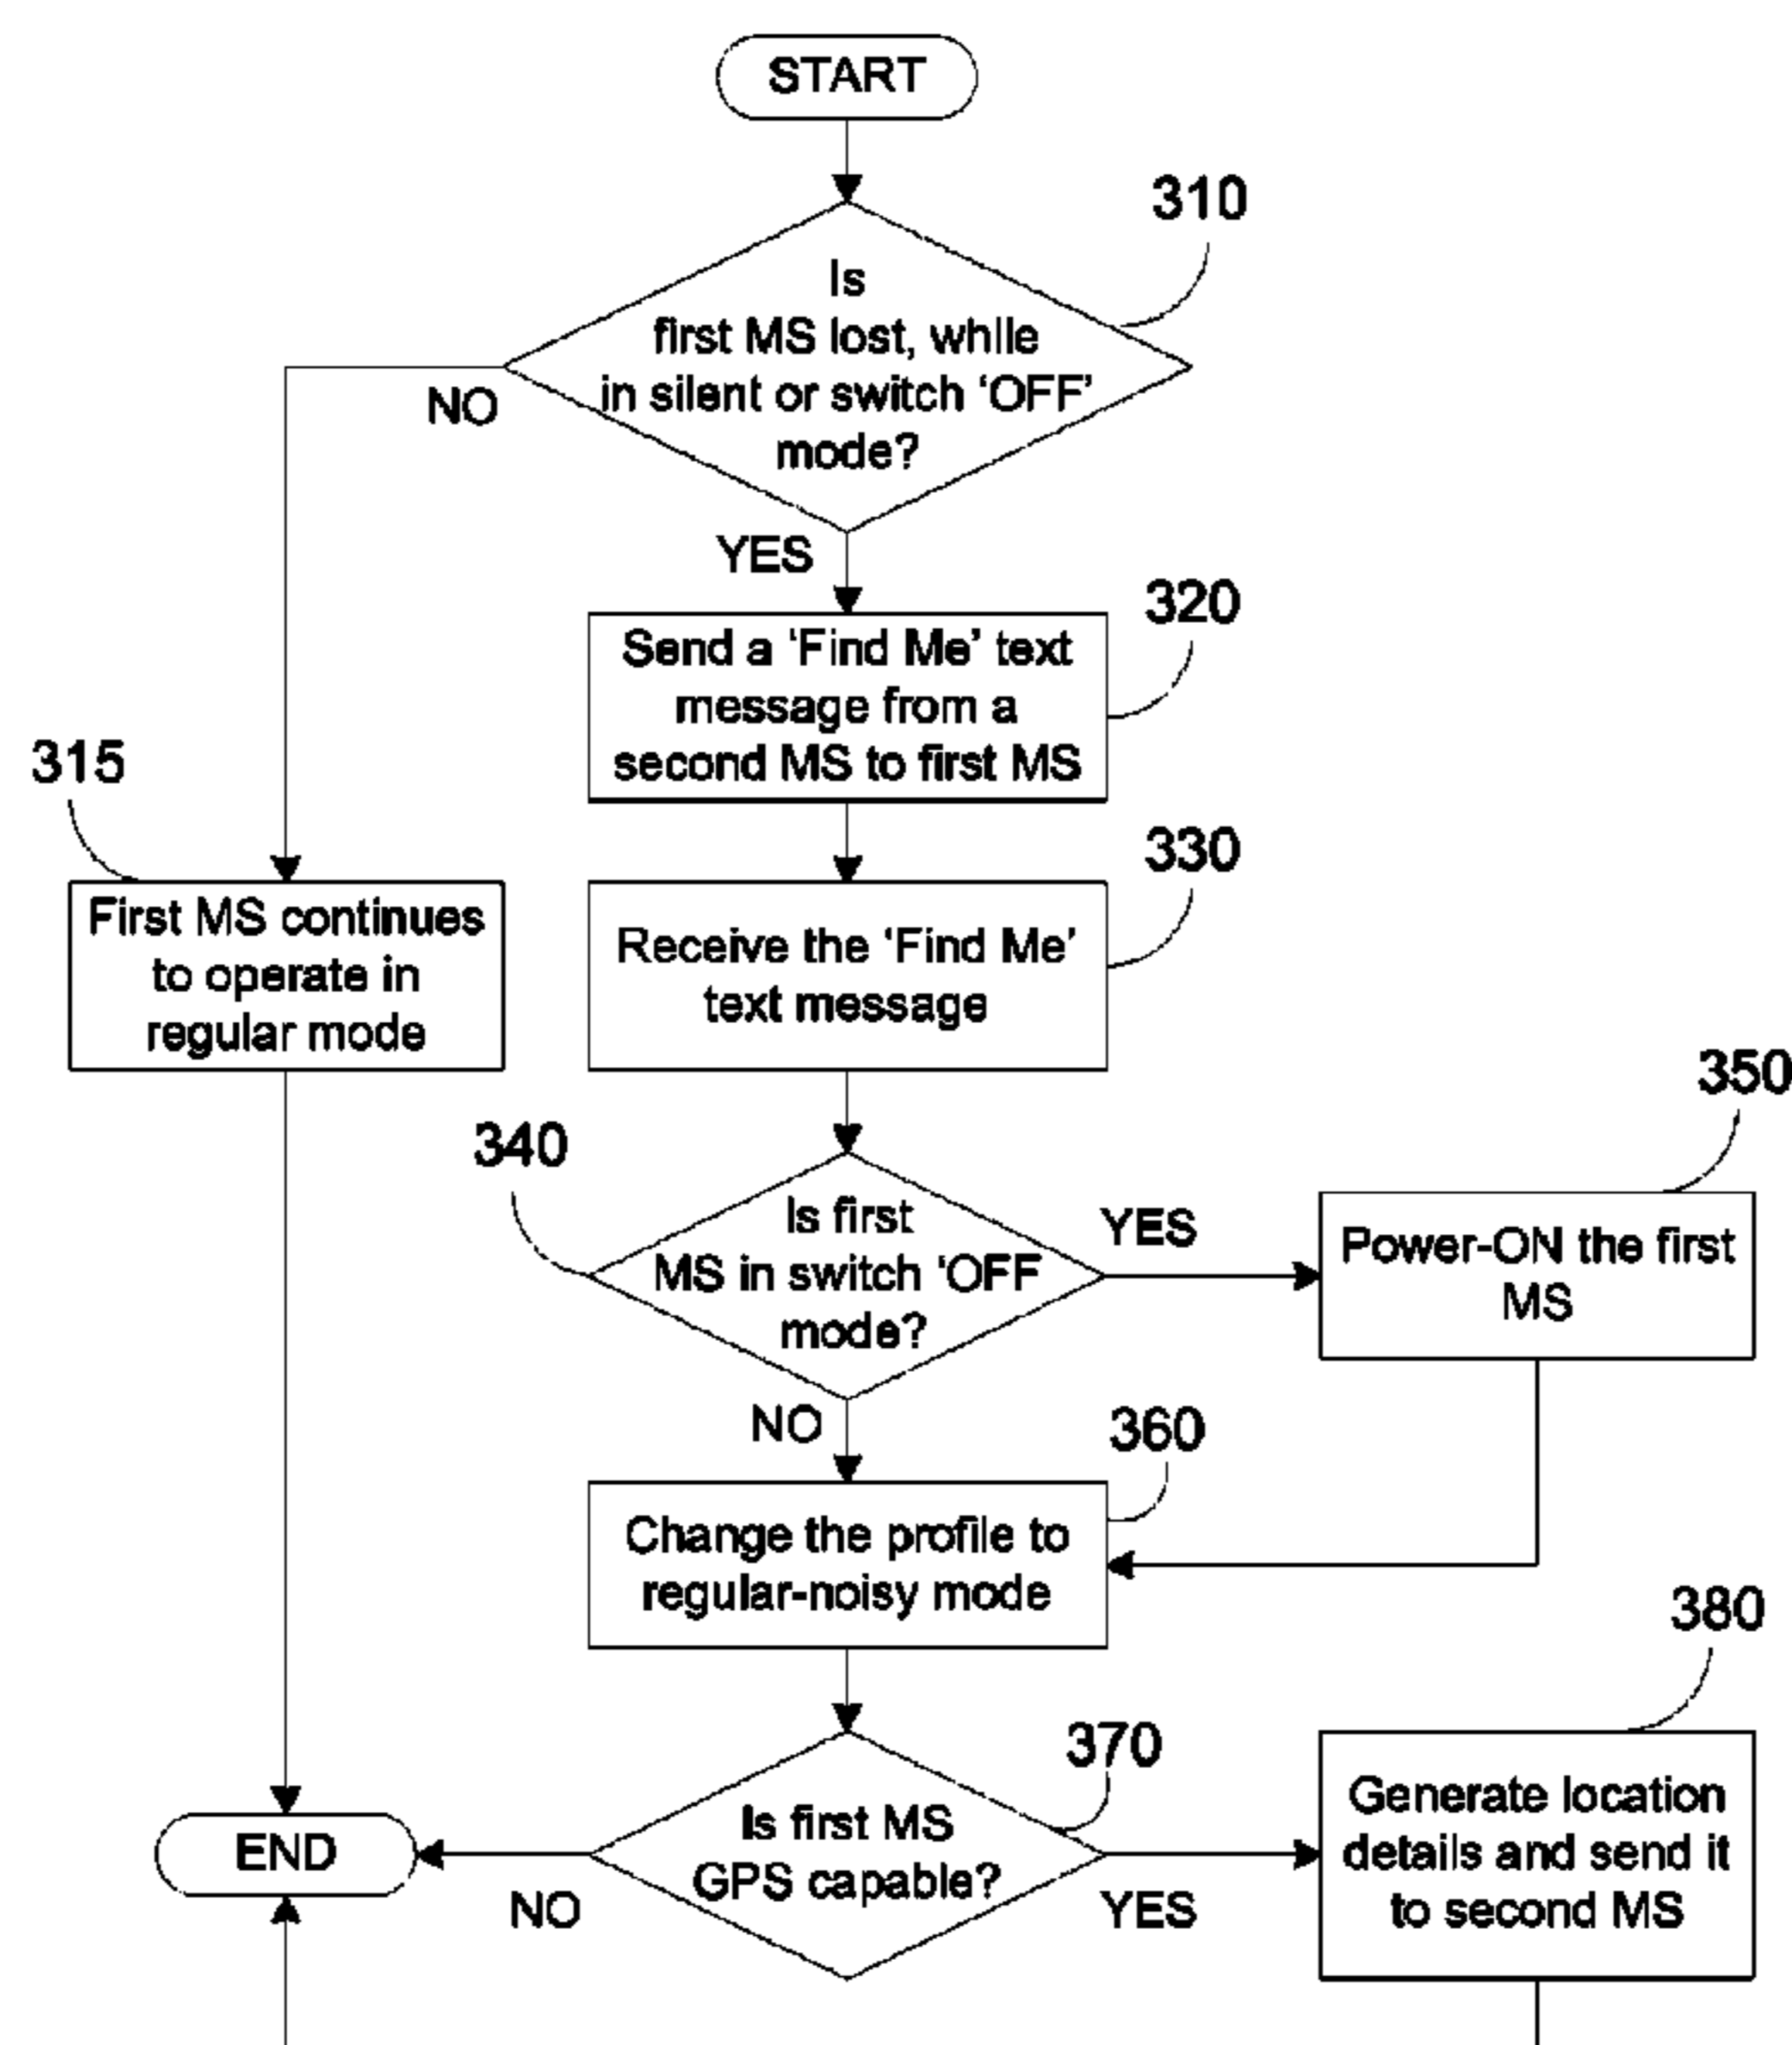 START
310
Is
first MS lost, while
in silent or switch ‘OFF’
mode?
NO
YES
320
Send a ‘Find Me’ text
message from a
second MS to first MS
315
330
First MS continues
to operate in
regular mode
Receive the ‘Find Me’
text message
350
340
Is first
MS in switch ‘OFF
mode?
YES
Power-ON the first
MS
NO
360
Change the profile to
regular-noisy mode
380
370
Is first MS
GPS capable?
Generate location
details and send it
to second MS
END
NO
YES